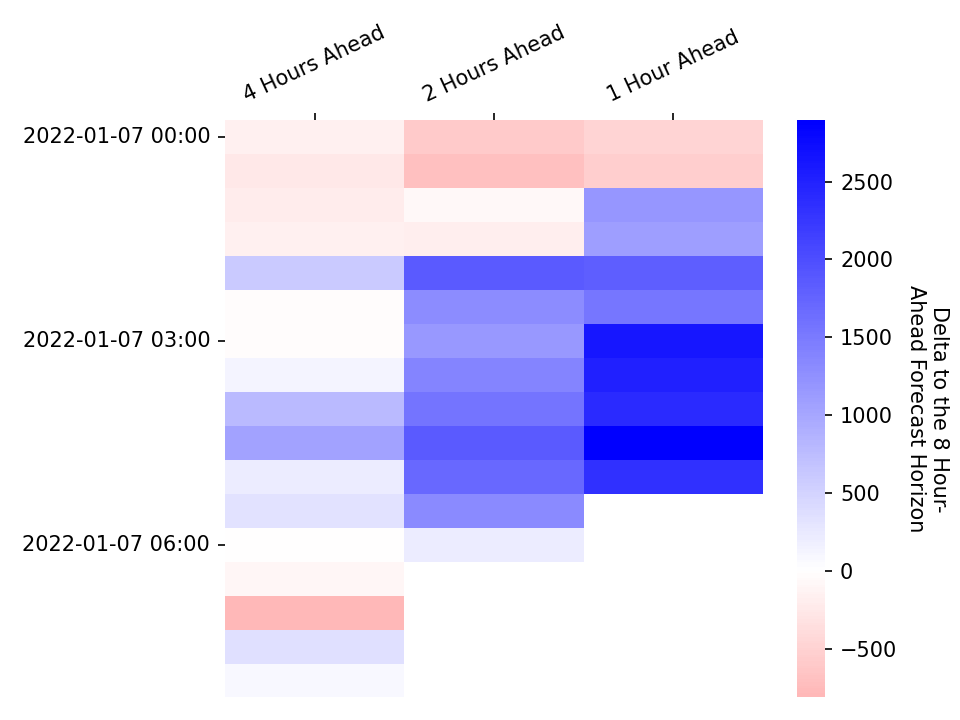 4 Hours Ahead
2 Hours Ahead
1 Hour Ahead
2022-01-07 00:00
2022-01-07 03:00
2022-01-07 06:00
2500
2000
1500
1000
500
0
−500
Delta to the 8 Hour-
Ahead Forecast Horizon